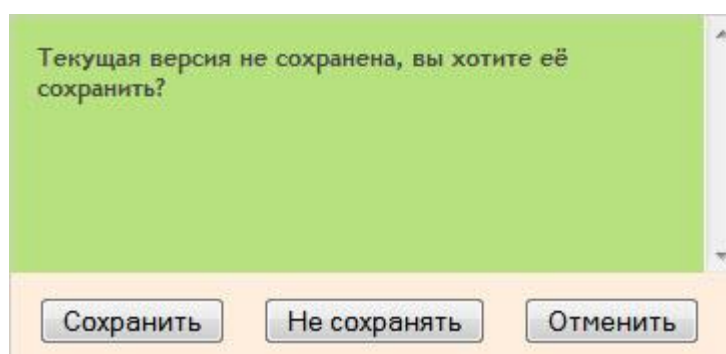 Текущая версия не сохранена, вы хотите её
сохранить?
Сохранить Не сохранять Отменить